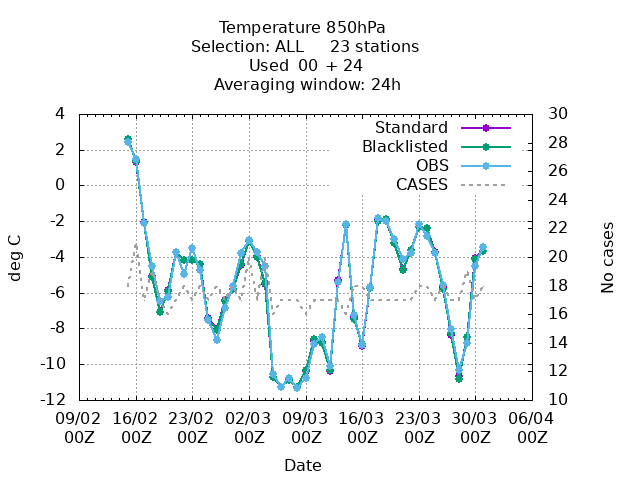 Temperature 850hPa
Selection: ALL 23 stations
Used 00 + 24
Averaging window: 24h
4 30
Standard
2 28
Blacklisted
0 26
OBS
24
CASES
-2 22
-4 20
-6 18
-8 16
-10 14
-12 12
10
deg C
No cases
09/02 16/02 23/02 02/03 09/03 16/03 23/03 30/03 06/04
00Z 00Z 00Z 00Z 00Z 00Z 00Z 00Z 00Z
Date